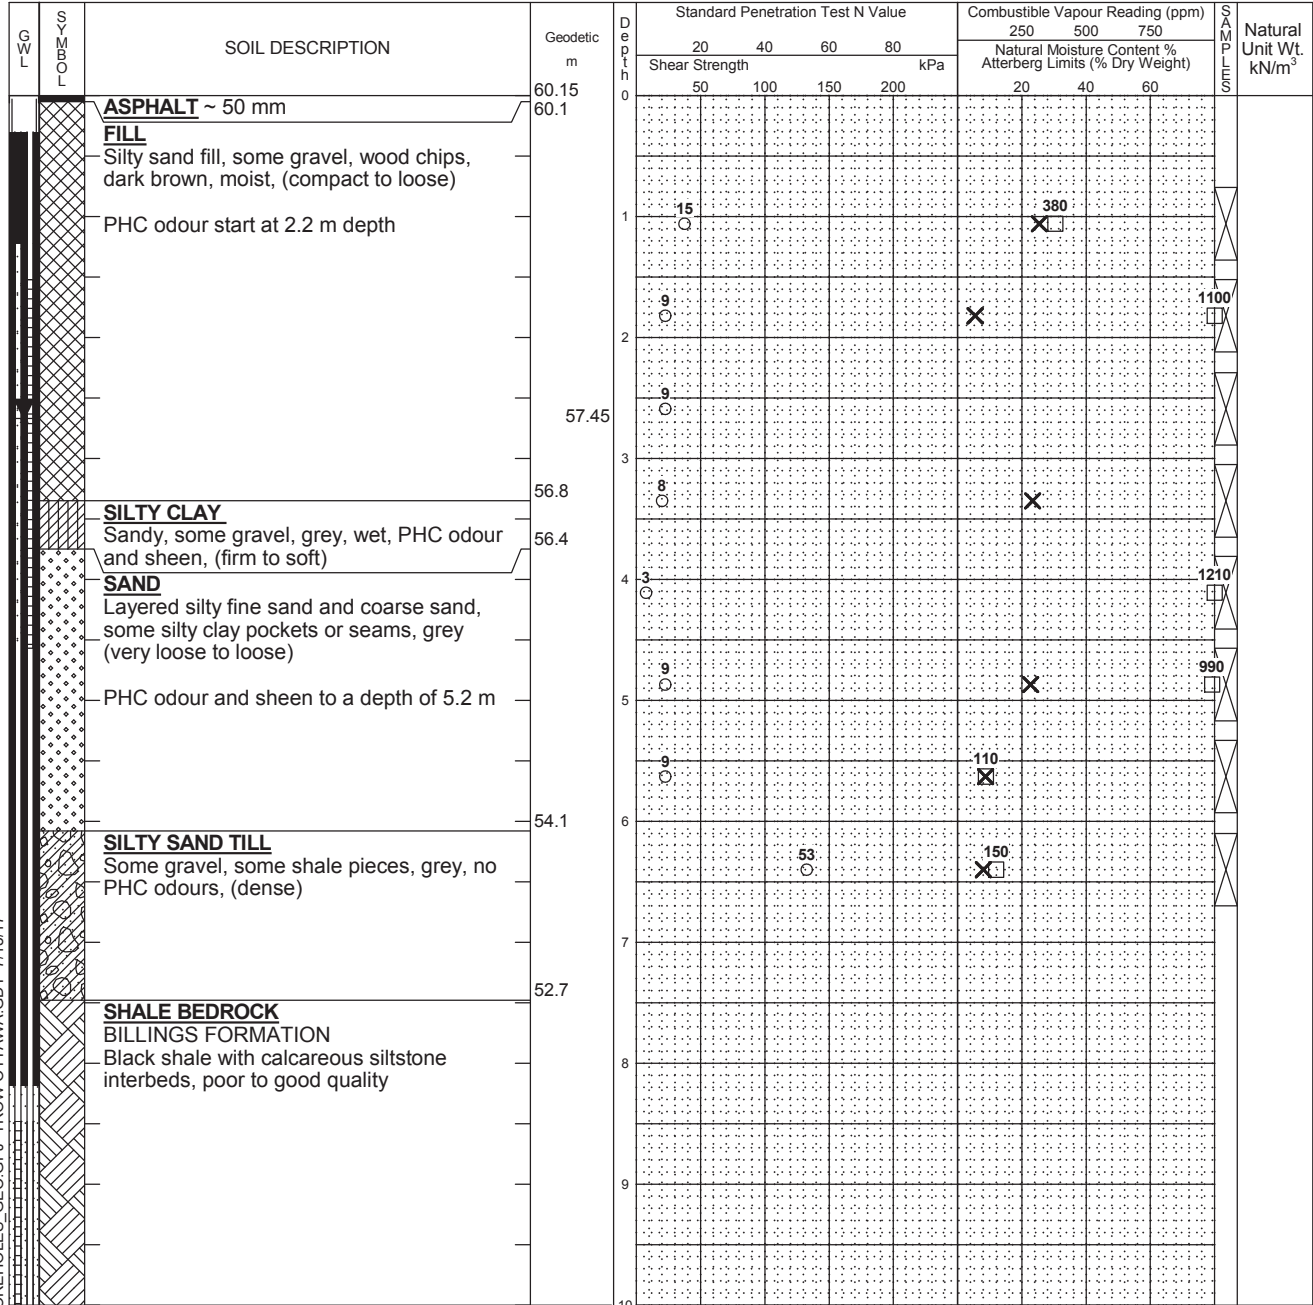 GWL
SYMBOL
SOIL DESCRIPTION
Geodetic
m
Depth
Standard Penetration Test N Value
20 40 60 80
Shear Strength kPa
50 100 150 200
Combustible Vapour Reading (ppm)
250 500 750
Natural Moisture Content %
Atterberg Limits (% Dry Weight)
20 40 60
SAMPLES
Natural
Unit Wt.
kN/m³
60.15
0
ASPHALT ~ 50 mm
60.1
FILL
Silty sand fill, some gravel, wood chips,
dark brown, moist, (compact to loose)
15
380
1
PHC odour start at 2.2 m depth
9
1100
2
9
57.45
3
8
56.8
SILTY CLAY
Sandy, some gravel, grey, wet, PHC odour
and sheen, (firm to soft)
56.4
3
1210
4
SAND
Layered silty fine sand and coarse sand,
some silty clay pockets or seams, grey
(very loose to loose)
9
990
PHC odour and sheen to a depth of 5.2 m
5
9
110
54.1
6
SILTY SAND TILL
Some gravel, some shale pieces, grey, no
PHC odours, (dense)
53
150
7
52.7
SHALE BEDROCK
BILLINGS FORMATION
Black shale with calcareous siltstone
interbeds, poor to good quality
8
9
10